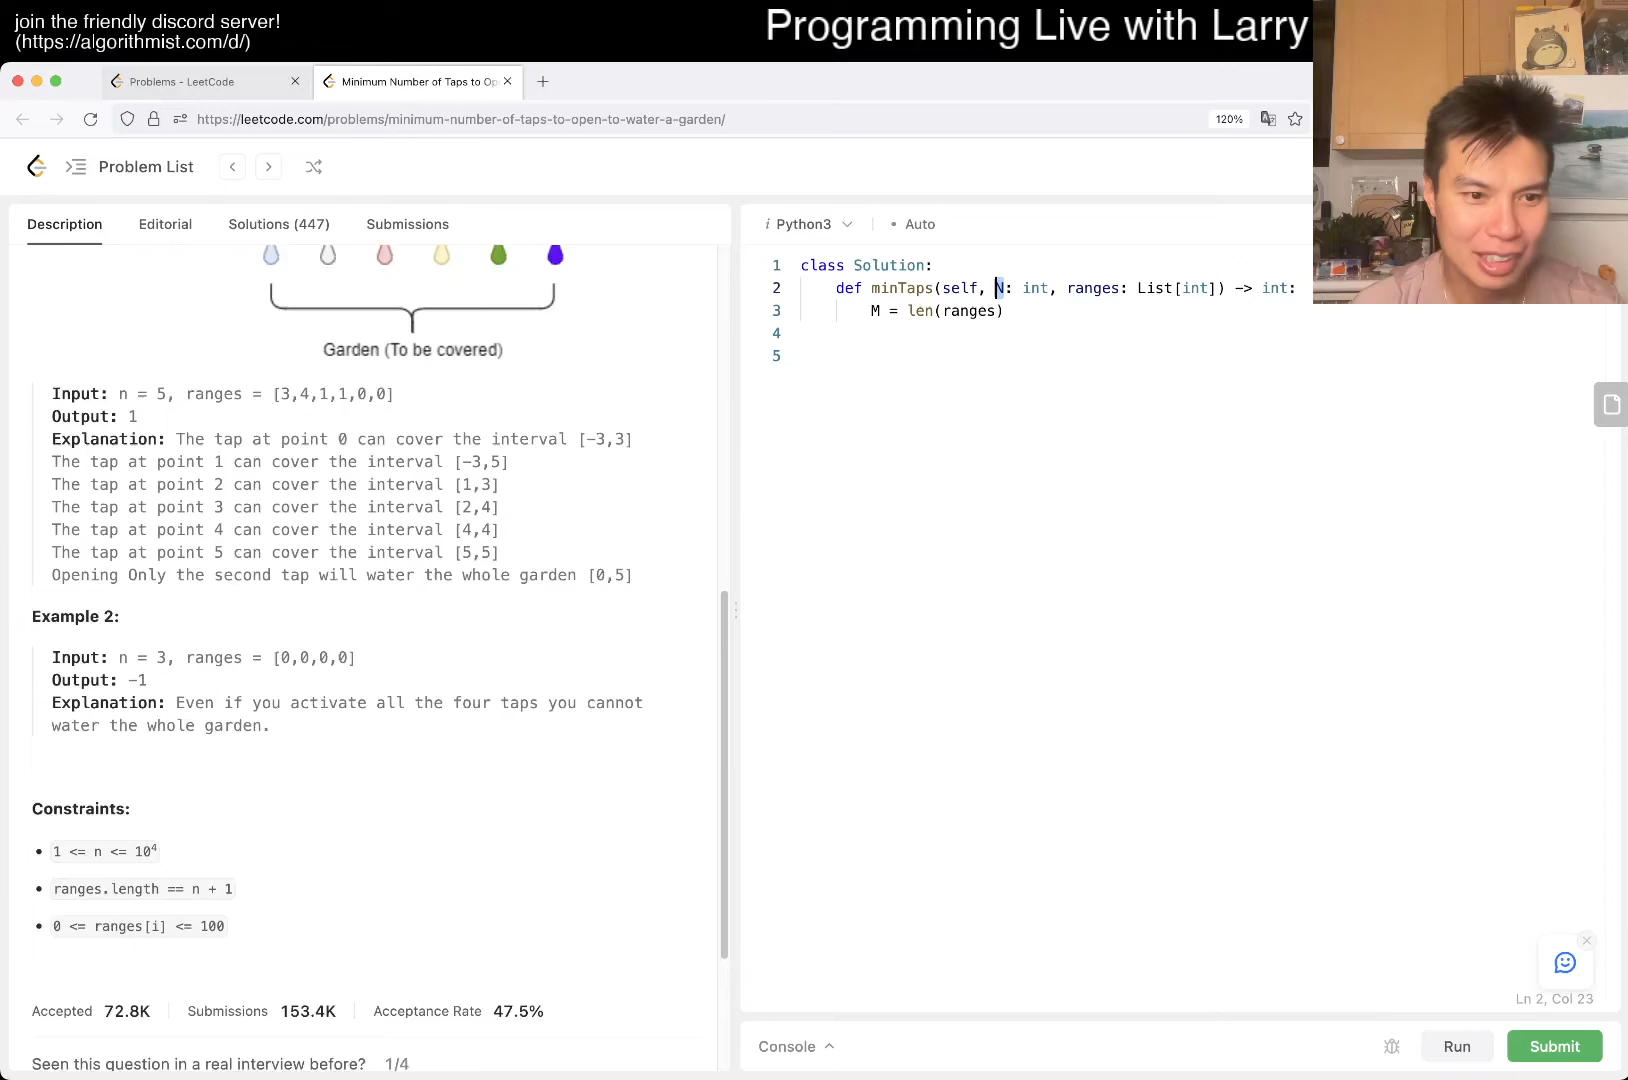 join the friendly discord server!
(https://algorithmist.com/d/)
Programming Live with Larry
Problems - LeetCode
Minimum Number of Taps to Op
https://leetcode.com/problems/minimum-number-of-taps-to-open-to-water-a-garden/
120%
Problem List
Description
Editorial
Solutions (447)
Submissions
Garden (To be covered)
Input: n = 5, ranges = [3,4,1,1,0,0]
Output: 1
Explanation: The tap at point 0 can cover the interval [-3,3]
The tap at point 1 can cover the interval [-3,5]
The tap at point 2 can cover the interval [1,3]
The tap at point 3 can cover the interval [2,4]
The tap at point 4 can cover the interval [4,4]
The tap at point 5 can cover the interval [5,5]
Opening Only the second tap will water the whole garden [0,5]
Example 2:
Input: n = 3, ranges = [0,0,0,0]
Output: -1
Explanation: Even if you activate all the four taps you cannot
water the whole garden.
Constraints:
1 <= n <= 10⁴
ranges.length == n + 1
0 <= ranges[i] <= 100
Accepted 72.8K
Submissions 153.4K
Acceptance Rate 47.5%
Seen this question in a real interview before? 1/4
i Python3
• Auto
1 class Solution:
2 def minTaps(self, N: int, ranges: List[int]) -> int:
3 M = len(ranges)
4
5
Ln 2, Col 23
Console
Run
Submit